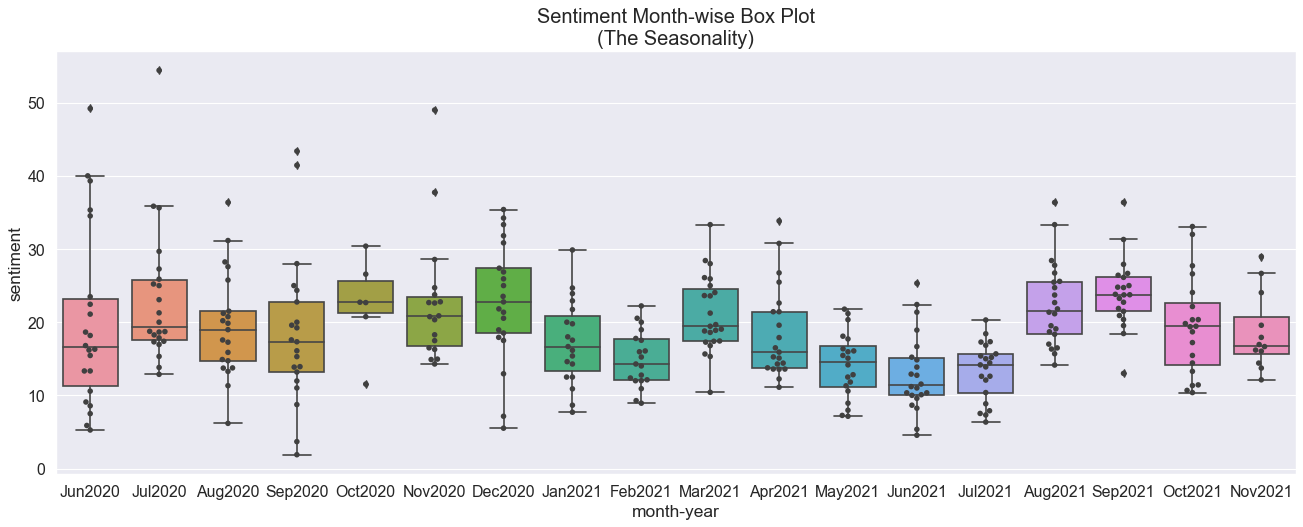 Sentiment Month-wise Box Plot
(The Seasonality)
sentiment
50
40
30
20
10
0
Jun2020 Jul2020 Aug2020 Sep2020 Oct2020 Nov2020 Dec2020 Jan2021 Feb2021 Mar2021 Apr2021 May2021 Jun2021 Jul2021 Aug2021 Sep2021 Oct2021 Nov2021
month-year